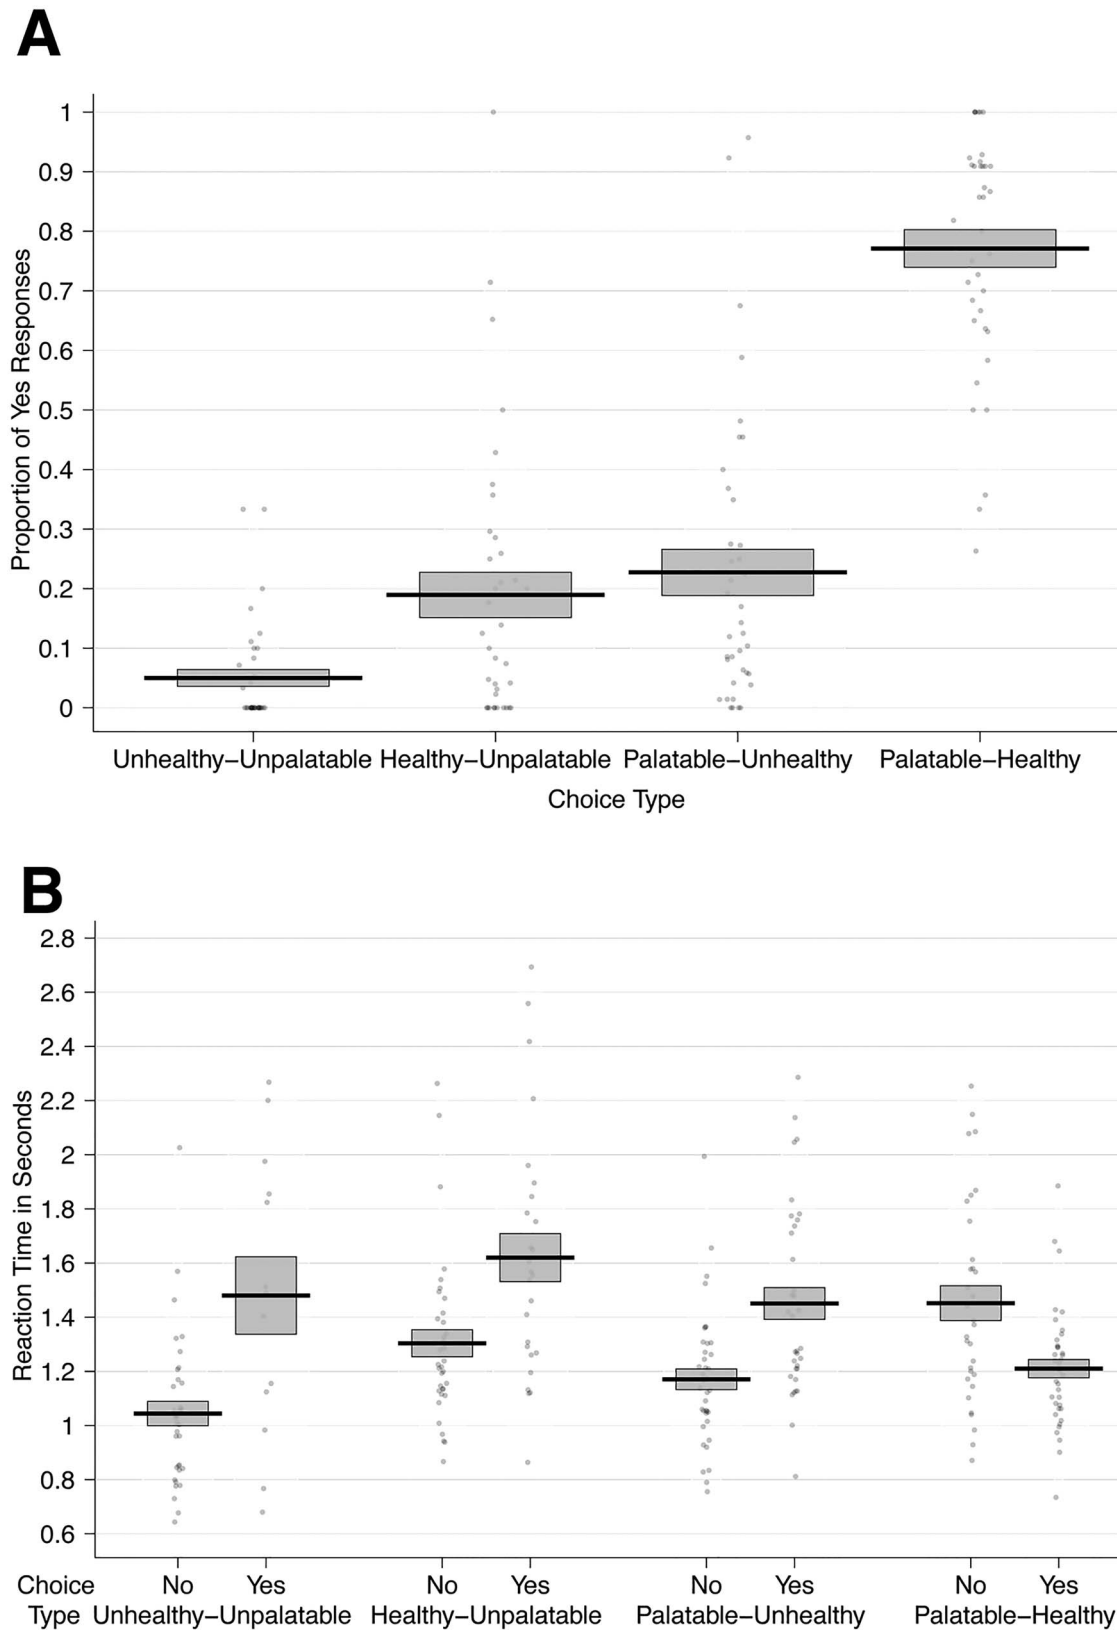 A
Proportion of Yes Responses
1
0.9
0.8
0.7
0.6
0.5
0.4
0.3
0.2
0.1
0
Unhealthy–Unpalatable Healthy–Unpalatable Palatable–Unhealthy Palatable–Healthy
Choice Type
B
Reaction Time in Seconds
2.8
2.6
2.4
2.2
2
1.8
1.6
1.4
1.2
1
0.8
0.6
Choice No Yes No Yes No Yes No Yes
Type Unhealthy–Unpalatable Healthy–Unpalatable Palatable–Unhealthy Palatable–Healthy